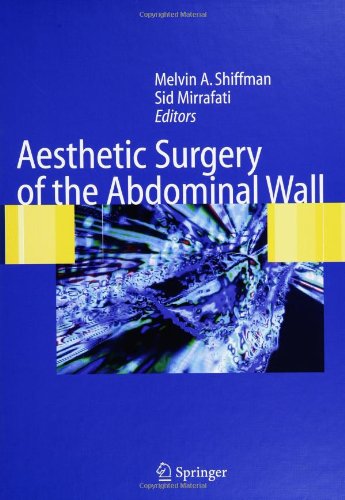 Copyrighted Material
Melvin A. Shiffman
Sid Mirrafati
Editors
Aesthetic Surgery
of the Abdominal Wall
Springer
Copyrighted Material